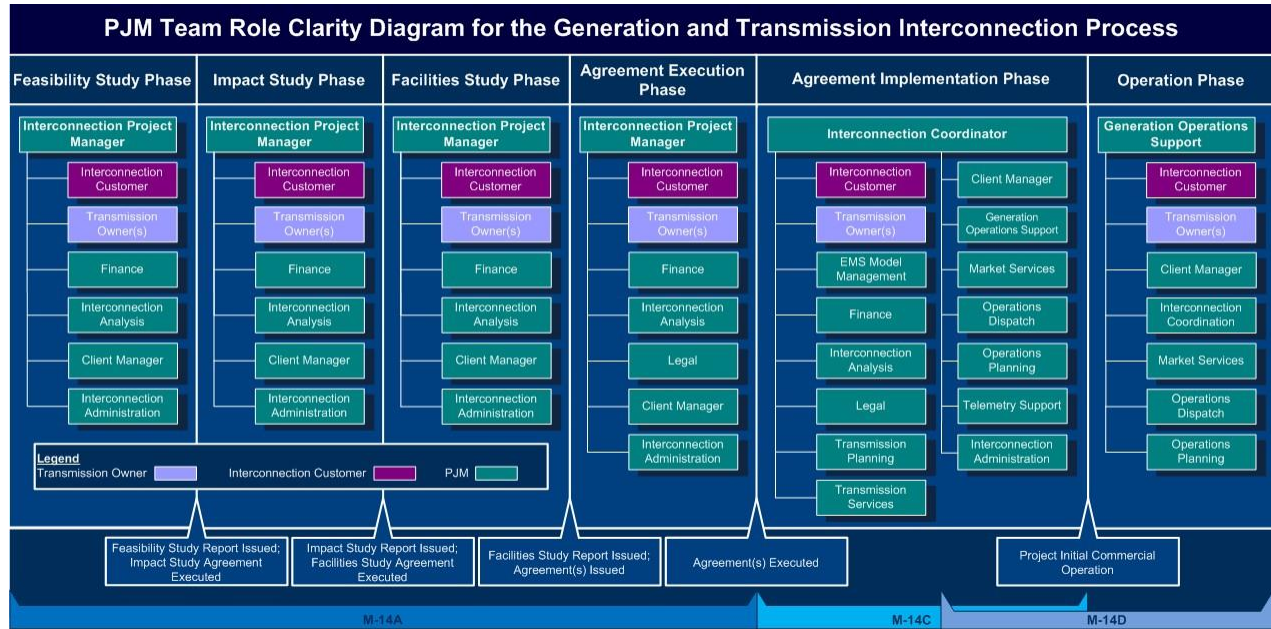 PJM Team Role Clarity Diagram for the Generation and Transmission Interconnection Process
Feasibility Study Phase
Impact Study Phase
Facilities Study Phase
Agreement Execution
Phase
Agreement Implementation Phase
Operation Phase
Interconnection Project
Manager
Interconnection
Customer
Transmission
Owner(s)
Finance
Interconnection
Analysis
Client Manager
Interconnection
Administration
Interconnection Project
Manager
Interconnection
Customer
Transmission
Owner(s)
Finance
Interconnection
Analysis
Client Manager
Interconnection
Administration
Interconnection Project
Manager
Interconnection
Customer
Transmission
Owner(s)
Finance
Interconnection
Analysis
Client Manager
Interconnection
Administration
Interconnection Project
Manager
Interconnection
Customer
Transmission
Owner(s)
Finance
Interconnection
Analysis
Legal
Client Manager
Interconnection
Administration
Interconnection Coordinator
Interconnection
Customer
Transmission
Owner(s)
EMS Model
Management
Finance
Interconnection
Analysis
Legal
Transmission
Planning
Transmission
Services
Client Manager
Generation
Operations Support
Market Services
Operations
Dispatch
Operations
Planning
Telemetry Support
Interconnection
Administration
Generation Operations
Support
Interconnection
Customer
Transmission
Owner(s)
Client Manager
Interconnection
Coordination
Market Services
Operations
Dispatch
Operations
Planning
Legend
Transmission Owner
Interconnection Customer
PJM
Feasibility Study Report Issued;
Impact Study Agreement
Executed
Impact Study Report Issued;
Facilities Study Agreement
Executed
Facilities Study Report Issued;
Agreement(s) Issued
Agreement(s) Executed
Project Initial Commercial
Operation
M-14A
M-14C
M-14D